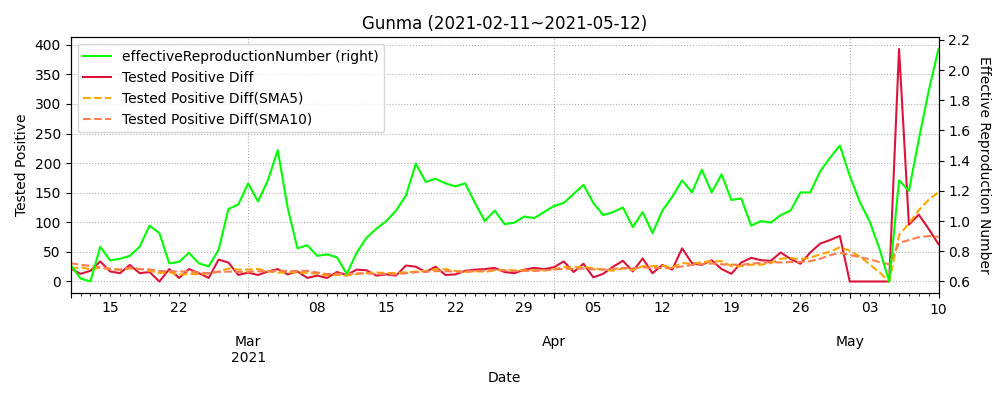 Gunma (2021-02-11~2021-05-12)
effectiveReproductionNumber (right)
Tested Positive Diff
Tested Positive Diff(SMA5)
Tested Positive Diff(SMA10)
Tested Positive
400
350
300
250
200
150
100
50
0
Effective Reproduction Number
2.2
2.0
1.8
1.6
1.4
1.2
1.0
0.8
0.6
15 22 08 15 22 29 05 12 19 26 03 10
Mar Apr May
2021
Date